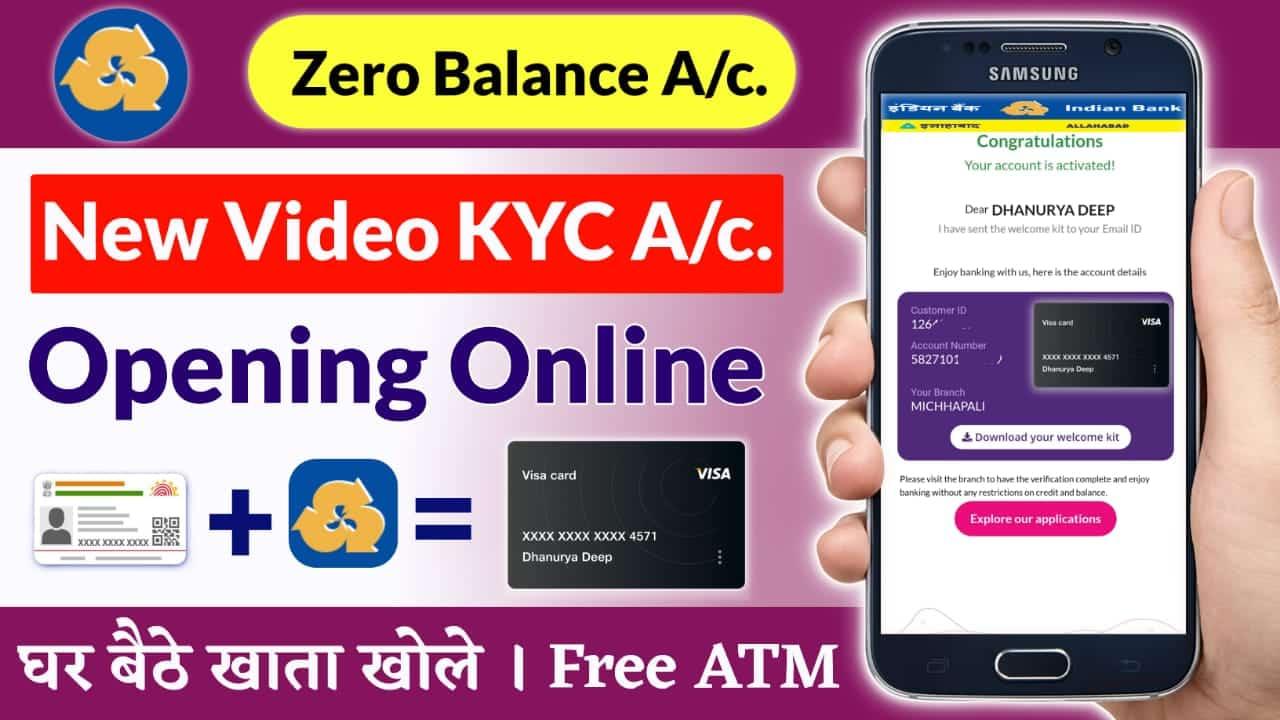 Zero Balance A/c.
New Video KYC A/c.
Opening Online
XXXX XXXX XXXX
Visa card
VISA
XXXX XXXX XXXX 4571
Dhanurya Deep
घर बैठे खाता खोले । Free ATM
SAMSUNG
इंडियन बैंक Indian Bank
इलाहाबाद ALLAHABAD
Congratulations
Your account is activated!
Dear DHANURYA DEEP
I have sent the welcome kit to your Email ID
Enjoy banking with us, here is the account details
Customer ID
1264
Account Number
5827101
Your Branch
MICHHAPALI
Visa card
VISA
XXXX XXXX XXXX 4571
Dhanurya Deep
Download your welcome kit
Please visit the branch to have the verification complete and enjoy
banking without any restrictions on credit and balance.
Explore our applications